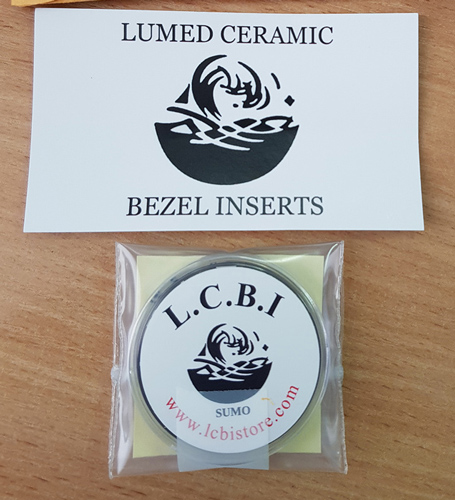 LUMED CERAMIC
BEZEL INSERTS
L.C.B.I
SUMO
www.lcbistore.com